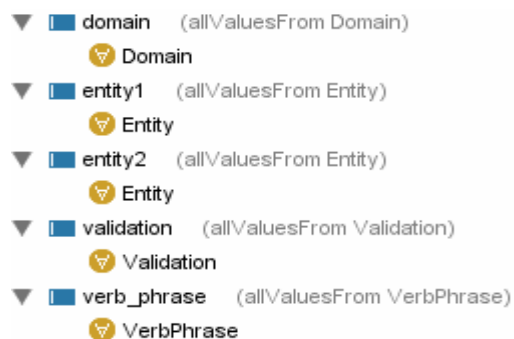 domain (allValuesFrom Domain)
∀ Domain
entity1 (allValuesFrom Entity)
∀ Entity
entity2 (allValuesFrom Entity)
∀ Entity
validation (allValuesFrom Validation)
∀ Validation
verb_phrase (allValuesFrom VerbPhrase)
∀ VerbPhrase